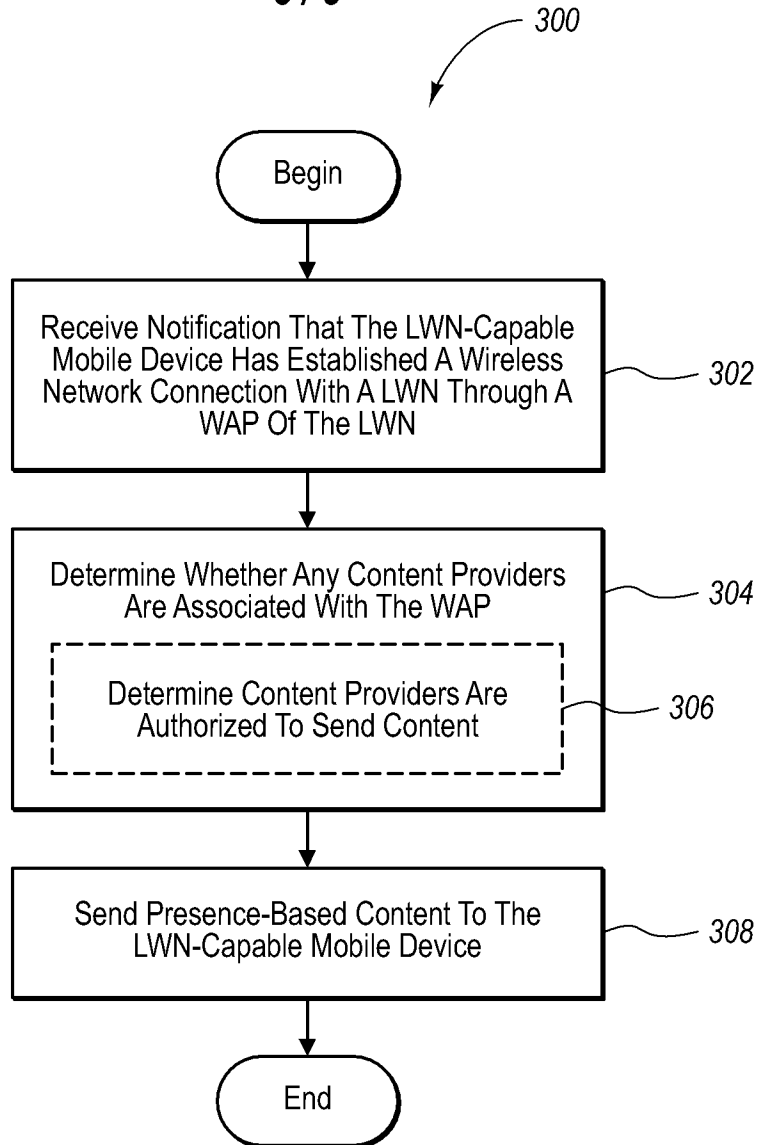 300
Begin
Receive Notification That The LWN-Capable
Mobile Device Has Established A Wireless
Network Connection With A LWN Through A
WAP Of The LWN
302
Determine Whether Any Content Providers
Are Associated With The WAP
304
Determine Content Providers Are
Authorized To Send Content
306
Send Presence-Based Content To The
LWN-Capable Mobile Device
308
End